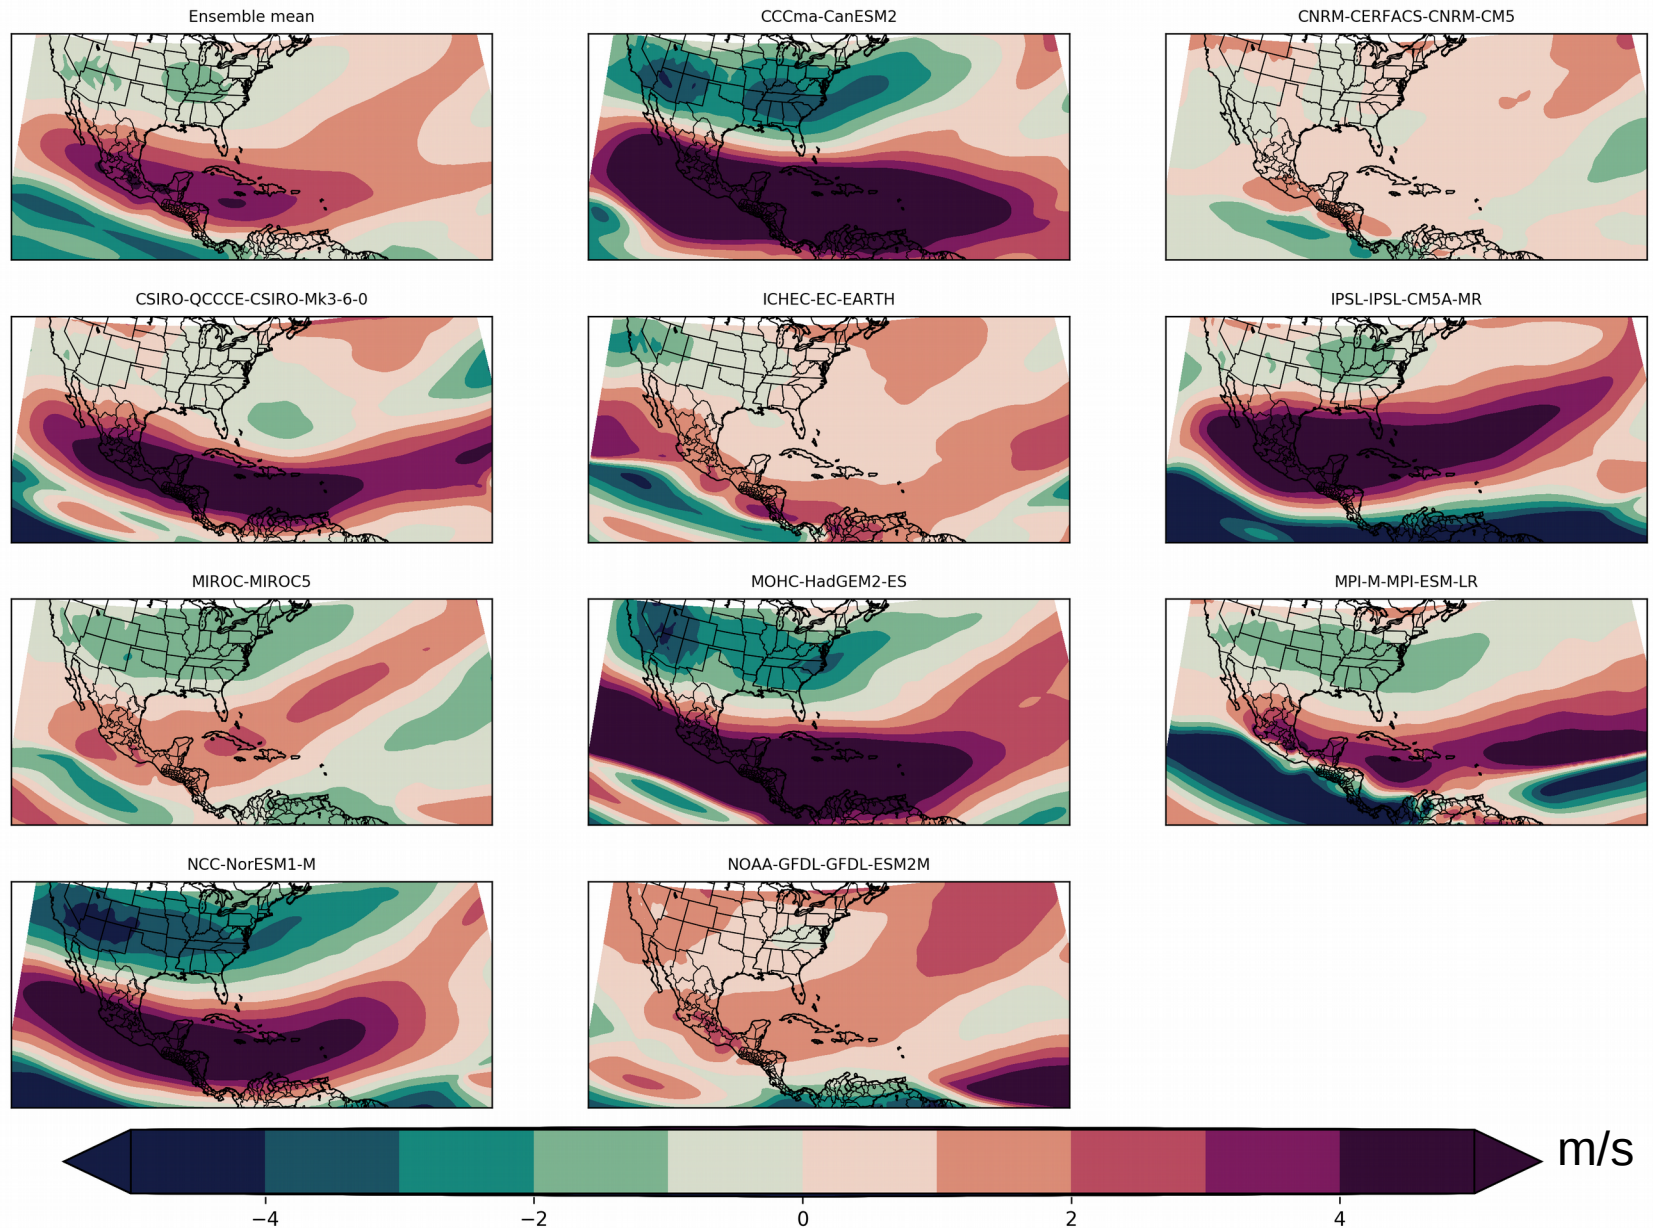 Ensemble mean
CCCma-CanESM2
CNRM-CERFACS-CNRM-CM5
CSIRO-QCCCE-CSIRO-Mk3-6-0
ICHEC-EC-EARTH
IPSL-IPSL-CM5A-MR
MIROC-MIROC5
MOHC-HadGEM2-ES
MPI-M-MPI-ESM-LR
NCC-NorESM1-M
NOAA-GFDL-GFDL-ESM2M
m/s
−4 −2 0 2 4